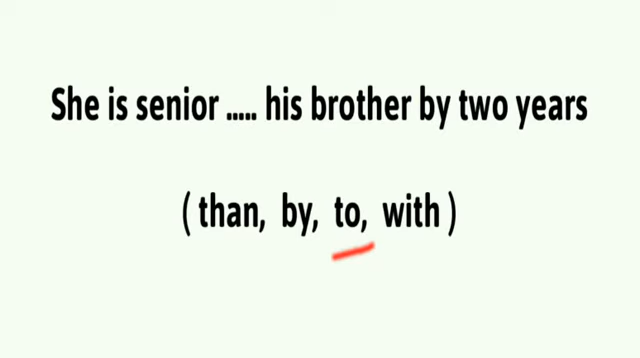 She is senior ..... his brother by two years
( than, by, to, with )